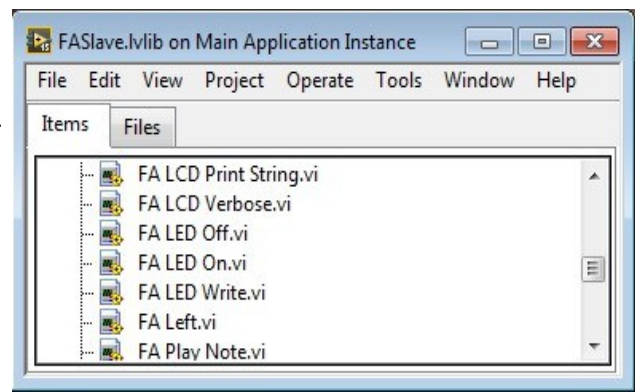 FASlave.lvlib on Main Application Instance
File Edit View Project Operate Tools Window Help
Items Files
FA LCD Print String.vi
FA LCD Verbose.vi
FA LED Off.vi
FA LED On.vi
FA LED Write.vi
FA Left.vi
FA Play Note.vi